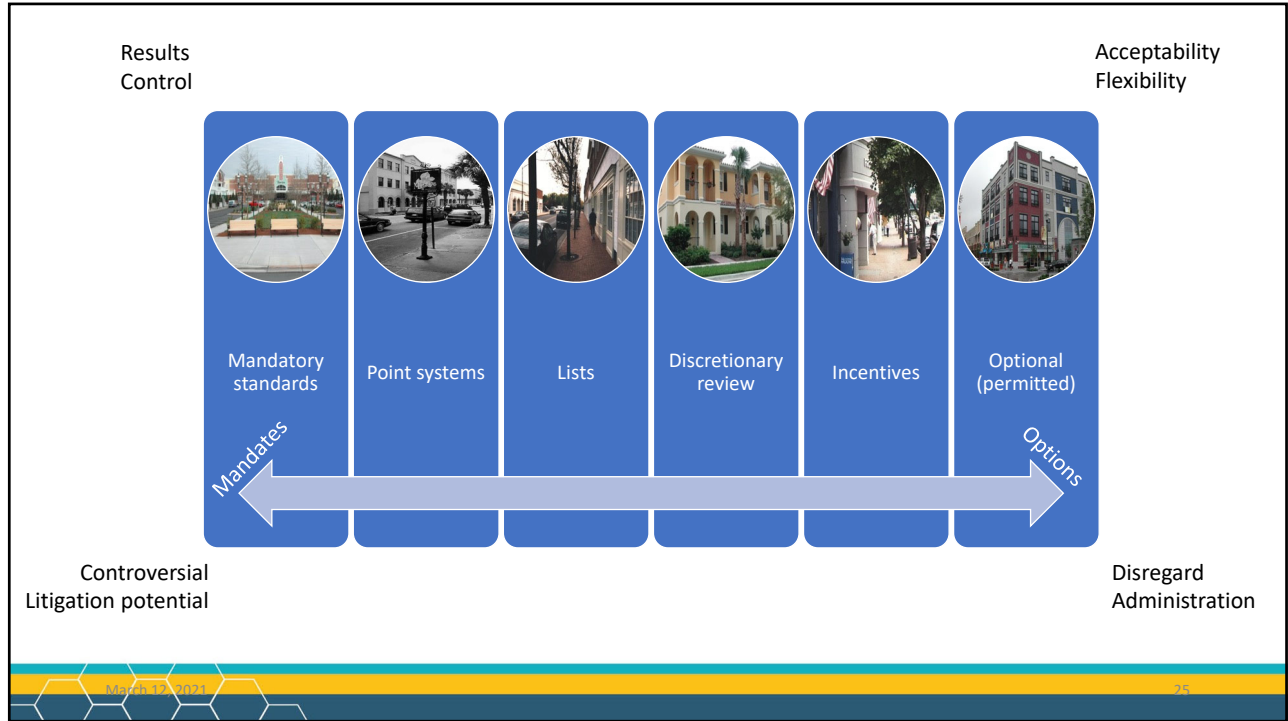 Results
Control
Acceptability
Flexibility
Mandatory
standards
Point systems
Lists
Discretionary
review
Incentives
Optional
(permitted)
Mandates
Options
Controversial
Litigation potential
Disregard
Administration
March 12, 2021
25